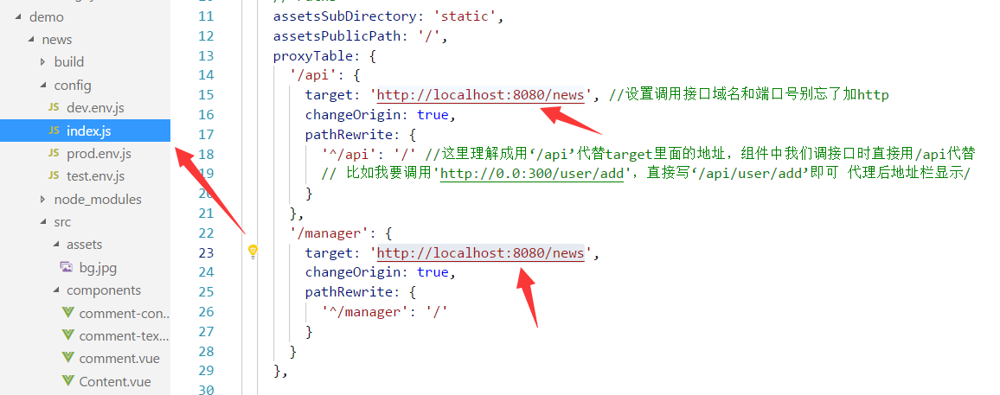 demo
news
build
config
JS dev.env.js
JS index.js
JS prod.env.js
JS test.env.js
node_modules
src
assets
bg.jpg
components
comment-con...
comment-tex...
comment.vue
Content.vue
11 assetsSubDirectory: 'static',
12 assetsPublicPath: '/',
13 proxyTable: {
14 '/api': {
15 target: 'http://localhost:8080/news', //设置调用接口域名和端口号别忘了加http
16 changeOrigin: true,
17 pathRewrite: {
18 '^/api': '/' //这里理解成用‘/api’代替target里面的地址，组件中我们调接口时直接用/api代替
19 // 比如我要调用'http://0.0:300/user/add'，直接写‘/api/user/add’即可 代理后地址栏显示/
20 }
21 },
22 '/manager': {
23 target: 'http://localhost:8080/news',
24 changeOrigin: true,
25 pathRewrite: {
26 '^/manager': '/'
27 }
28 }
29 },
30